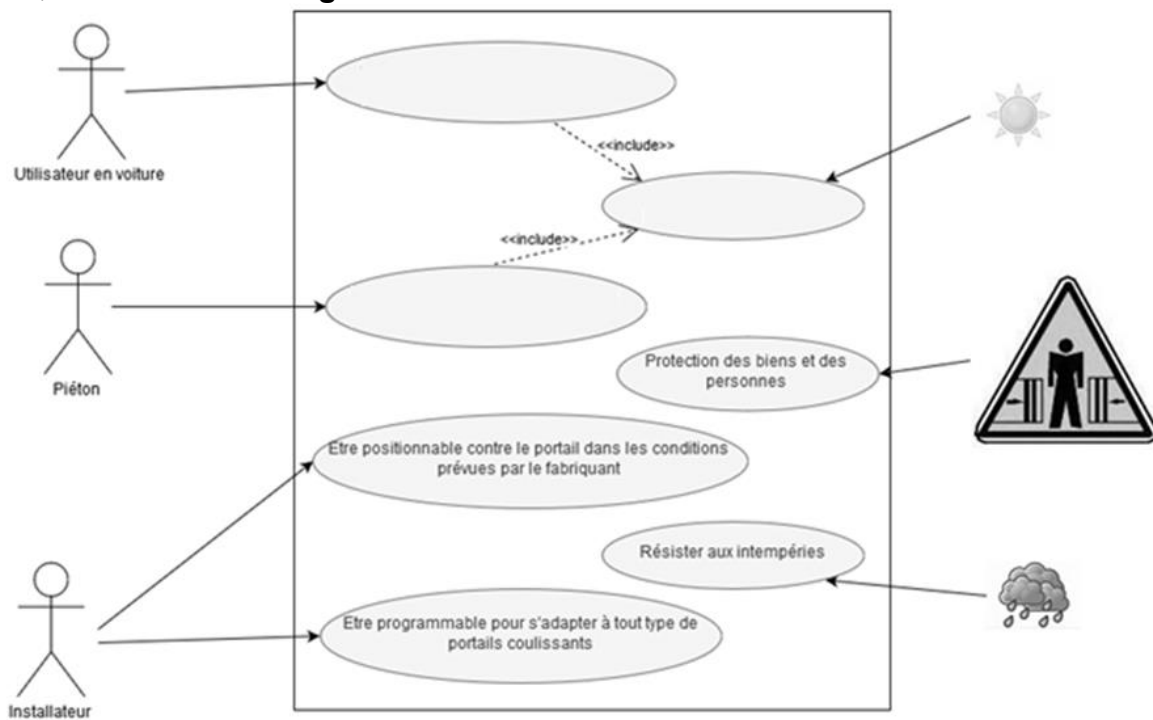 Utilisateur en voiture
<<include>>
<<include>>
Piéton
Protection des biens et des
personnes
Etre positionnable contre le portail dans les conditions
prévues par le fabriquant
Résister aux intempéries
Etre programmable pour s'adapter à tout type de
portails coulissants
Installateur